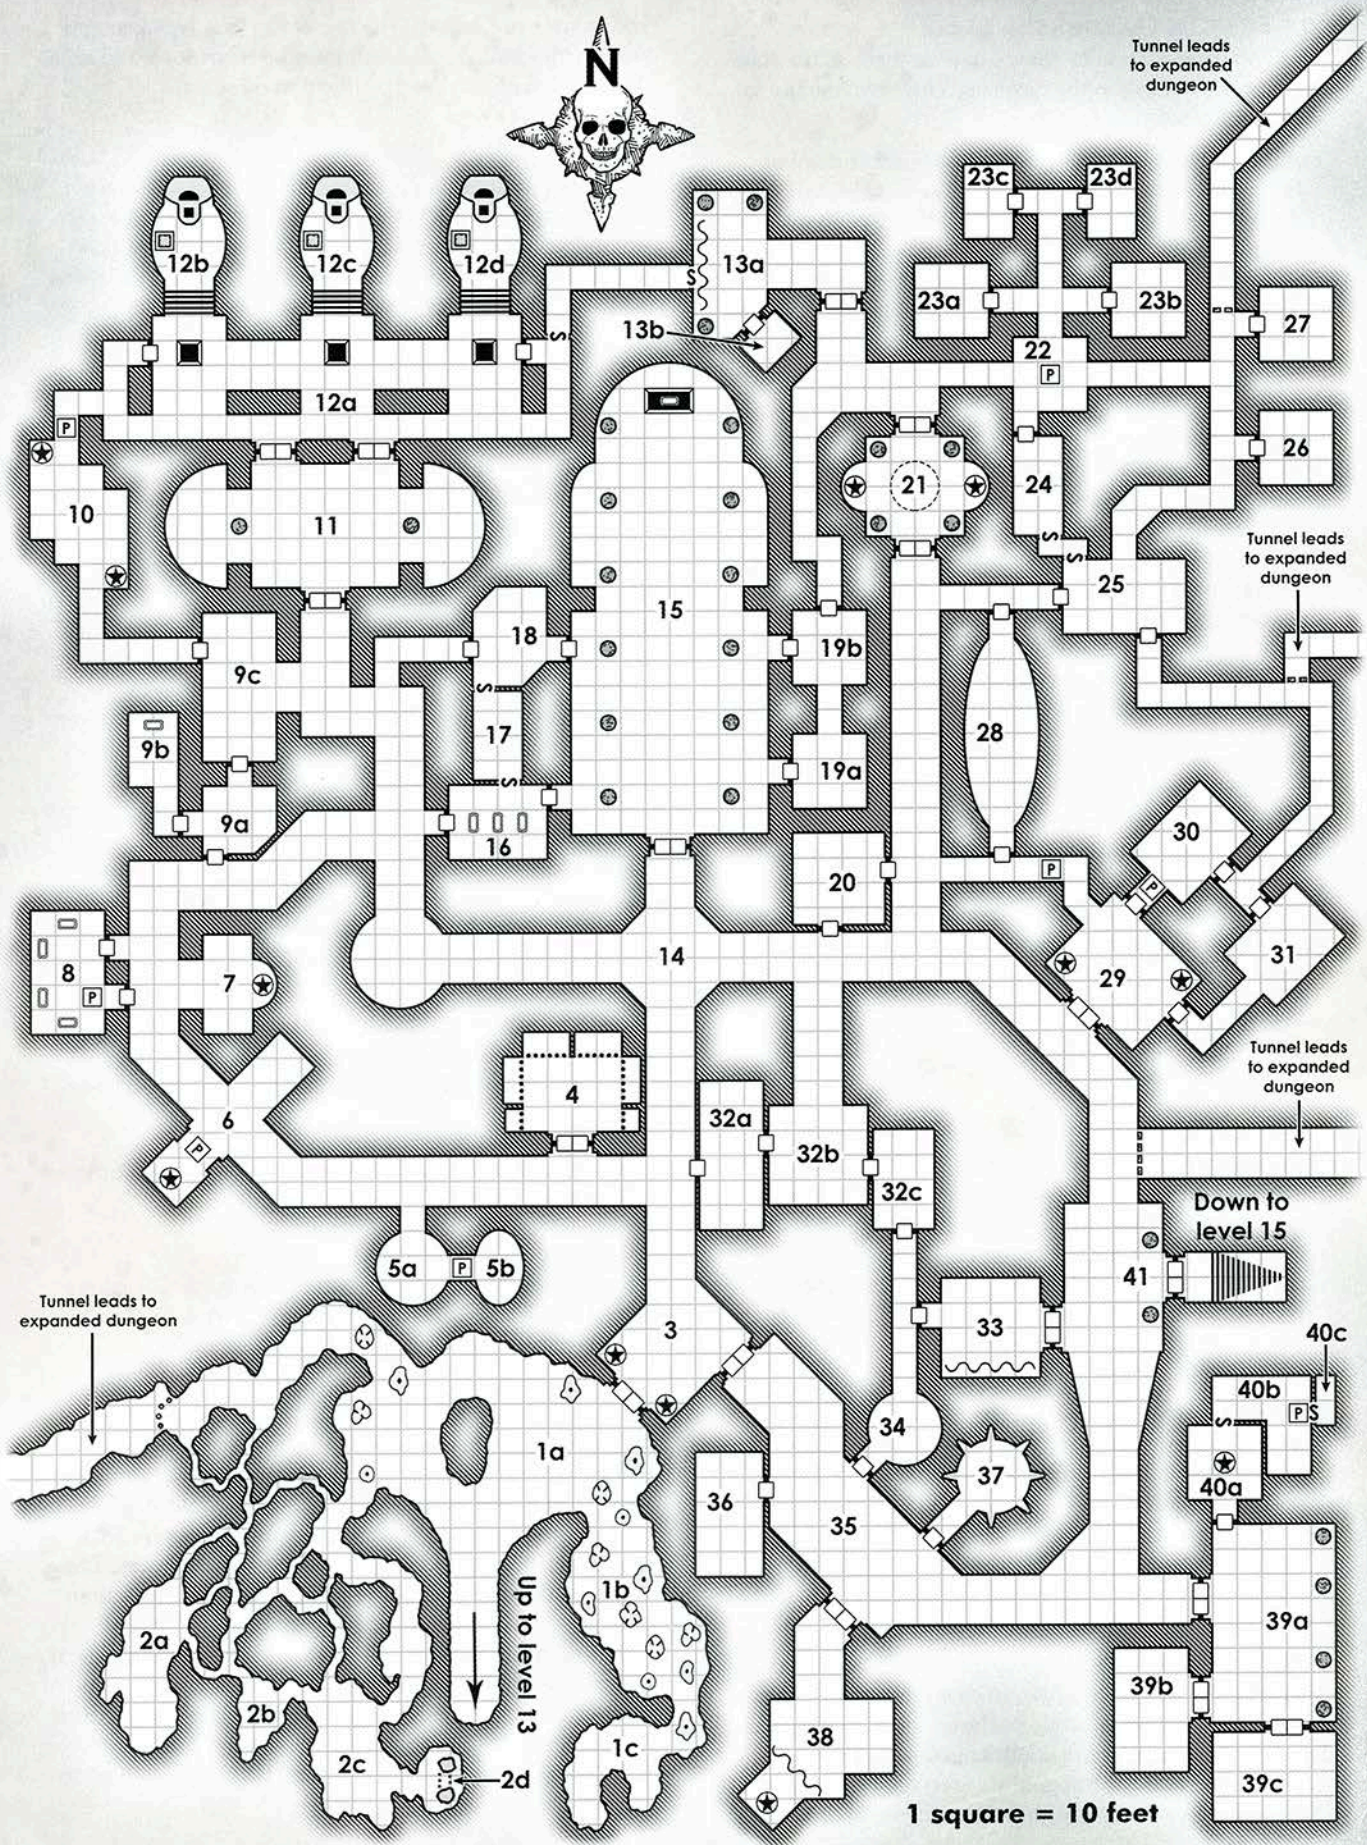 N
Tunnel leads
to expanded
dungeon
23c
23d
12b
12c
12d
13a
23a
23b
27
13b
S
S
22
P
12a
P
26
10
11
21
24
S
S
Tunnel leads
to expanded
dungeon
25
15
18
19b
9c
S
17
28
9b
19a
S
9a
16
30
20
P
P
14
31
8
P
7
29
Tunnel leads
to expanded
dungeon
4
32a
6
P
32b
32c
Down to
level 15
5a
P
5b
41
Tunnel leads to
expanded dungeon
3
33
40c
40b
P
S
S
34
1a
37
40a
36
35
Up to level 13
1b
2a
39a
39b
2b
38
1c
2c
2d
39c
1 square = 10 feet